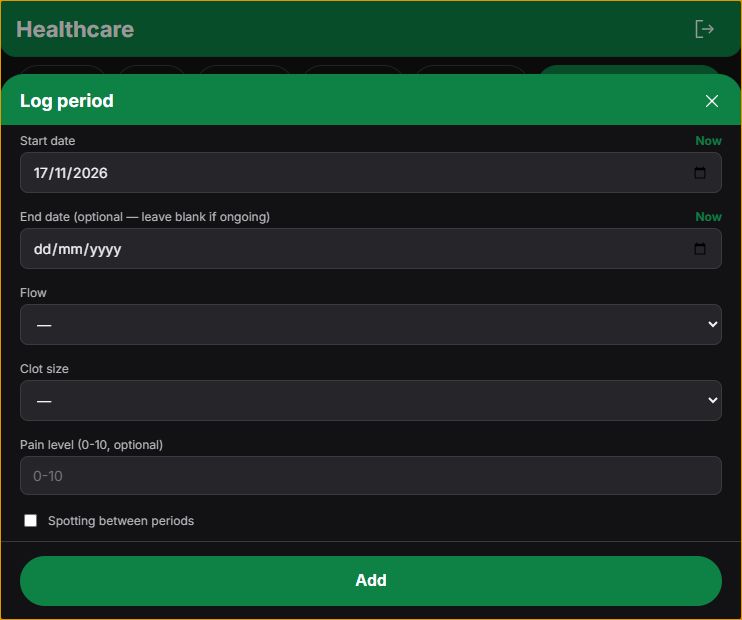 Healthcare
Log period
Start date
Now
17/11/2026
End date (optional — leave blank if ongoing)
Now
dd/mm/yyyy
Flow
—
Clot size
—
Pain level (0-10, optional)
0-10
Spotting between periods
Add